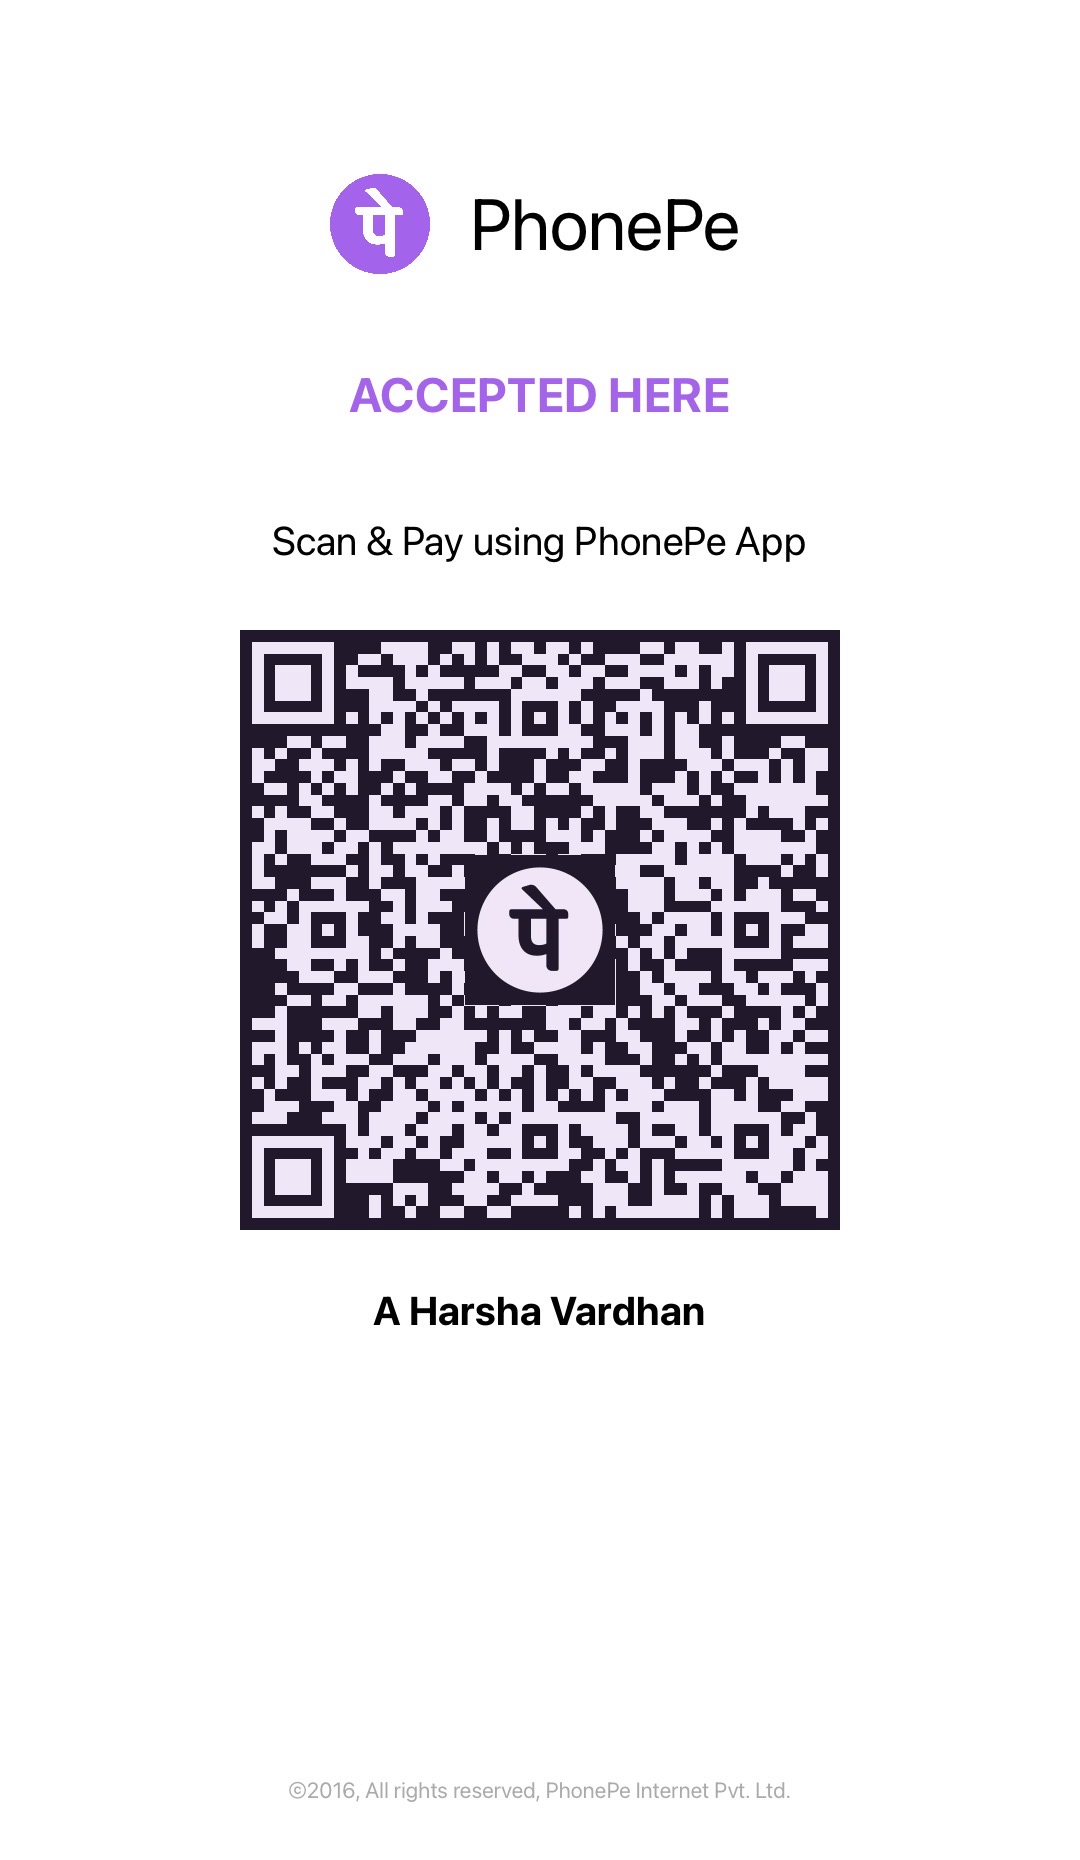 पे PhonePe
ACCEPTED HERE
Scan & Pay using PhonePe App
पे
A Harsha Vardhan
©2016, All rights reserved, PhonePe Internet Pvt. Ltd.